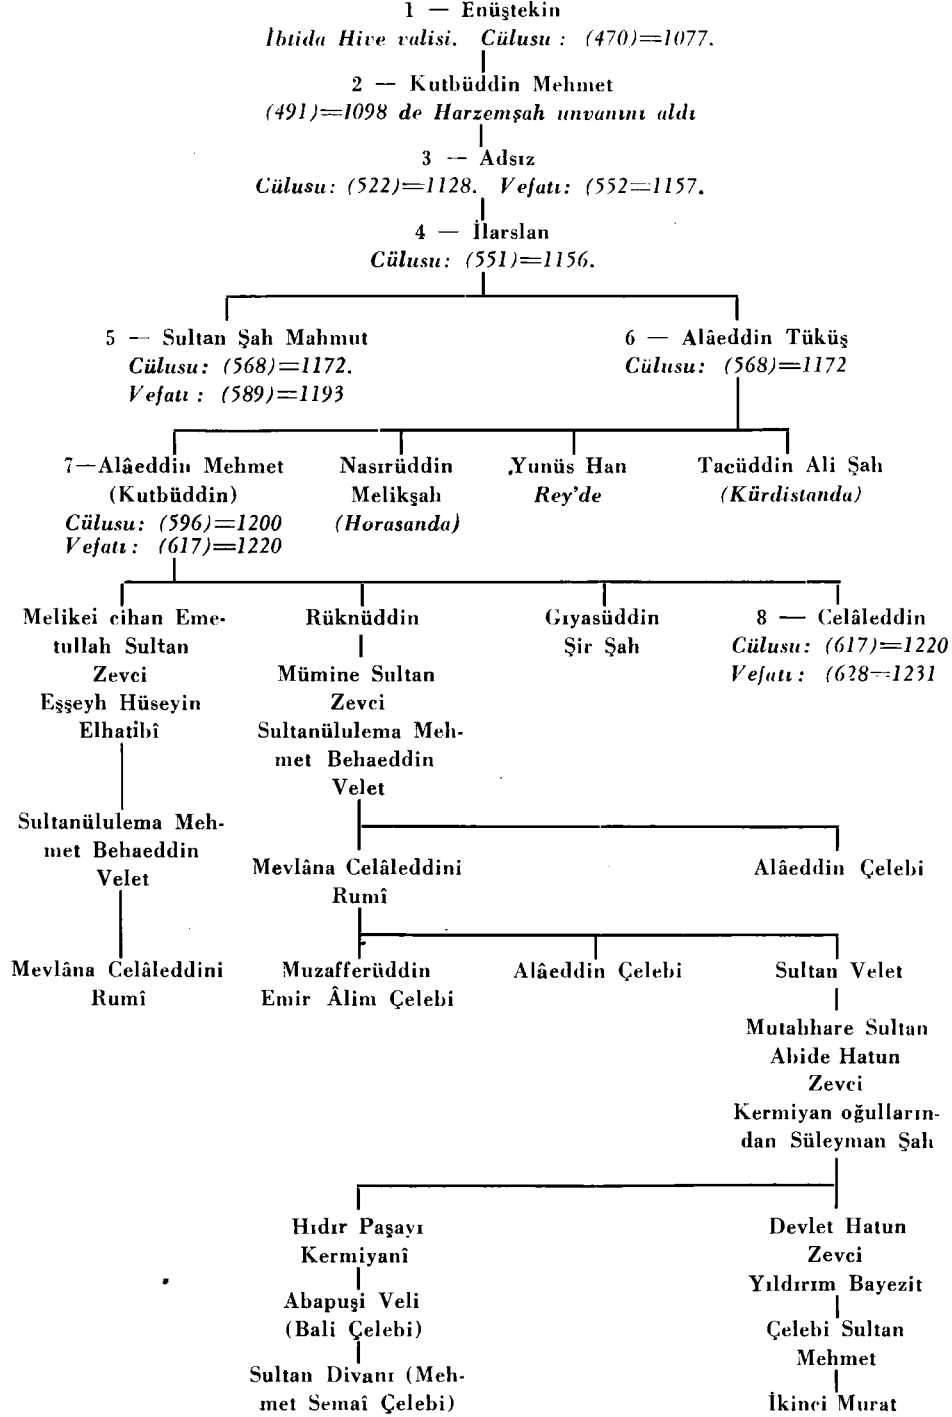 1 — Enüştekin
İbtida Hive valisi. Cülusu : (470)=1077.
2 — Kutbüddin Mehmet
(491)=1098 de Harzemşah unvanını aldı
3 — Adsız
Cülusu: (522)=1128. Vefatı: (552=1157.
4 — İlarslan
Cülusu: (551)=1156.
5 — Sultan Şah Mahmut
Cülusu: (568)=1172.
Vefatı : (589)=1193
6 — Alâeddin Tüküş
Cülusu: (568)=1172
7—Alâeddin Mehmet
(Kutbüddin)
Cülusu: (596)=1200
Vefatı: (617)=1220
Nasırüddin
Melikşah
(Horasanda)
Yunüs Han
Rey'de
Tacüddin Ali Şah
(Kürdistanda)
Melikei cihan Eme-
tullah Sultan
Zevci
Eşşeyh Hüseyin
Elhatibî
Sultanülulema Meh-
met Behaeddin
Velet
Mevlâna Celâleddini
Rumî
Rüknüddin
Mümine Sultan
Zevci
Sultanülulema Meh-
met Behaeddin
Velet
Gıyasüddin
Şir Şah
8 — Celâleddin
Cülusu: (617)=1220
Vefatı: (628=1231
Mevlâna Celâleddini
Rumî
Alâeddin Çelebi
Muzafferüddin
Emir Âlim Çelebi
Alâeddin Çelebi
Sultan Velet
Mutahhare Sultan
Abide Hatun
Zevci
Kermiyan oğulların-
dan Süleyman Şah
Hıdır Paşayı
Kermiyanî
Abapuşi Veli
(Bali Çelebi)
Sultan Divanı (Meh-
met Semaî Çelebi)
Devlet Hatun
Zevci
Yıldırım Bayezit
Çelebi Sultan
Mehmet
İkinci Murat